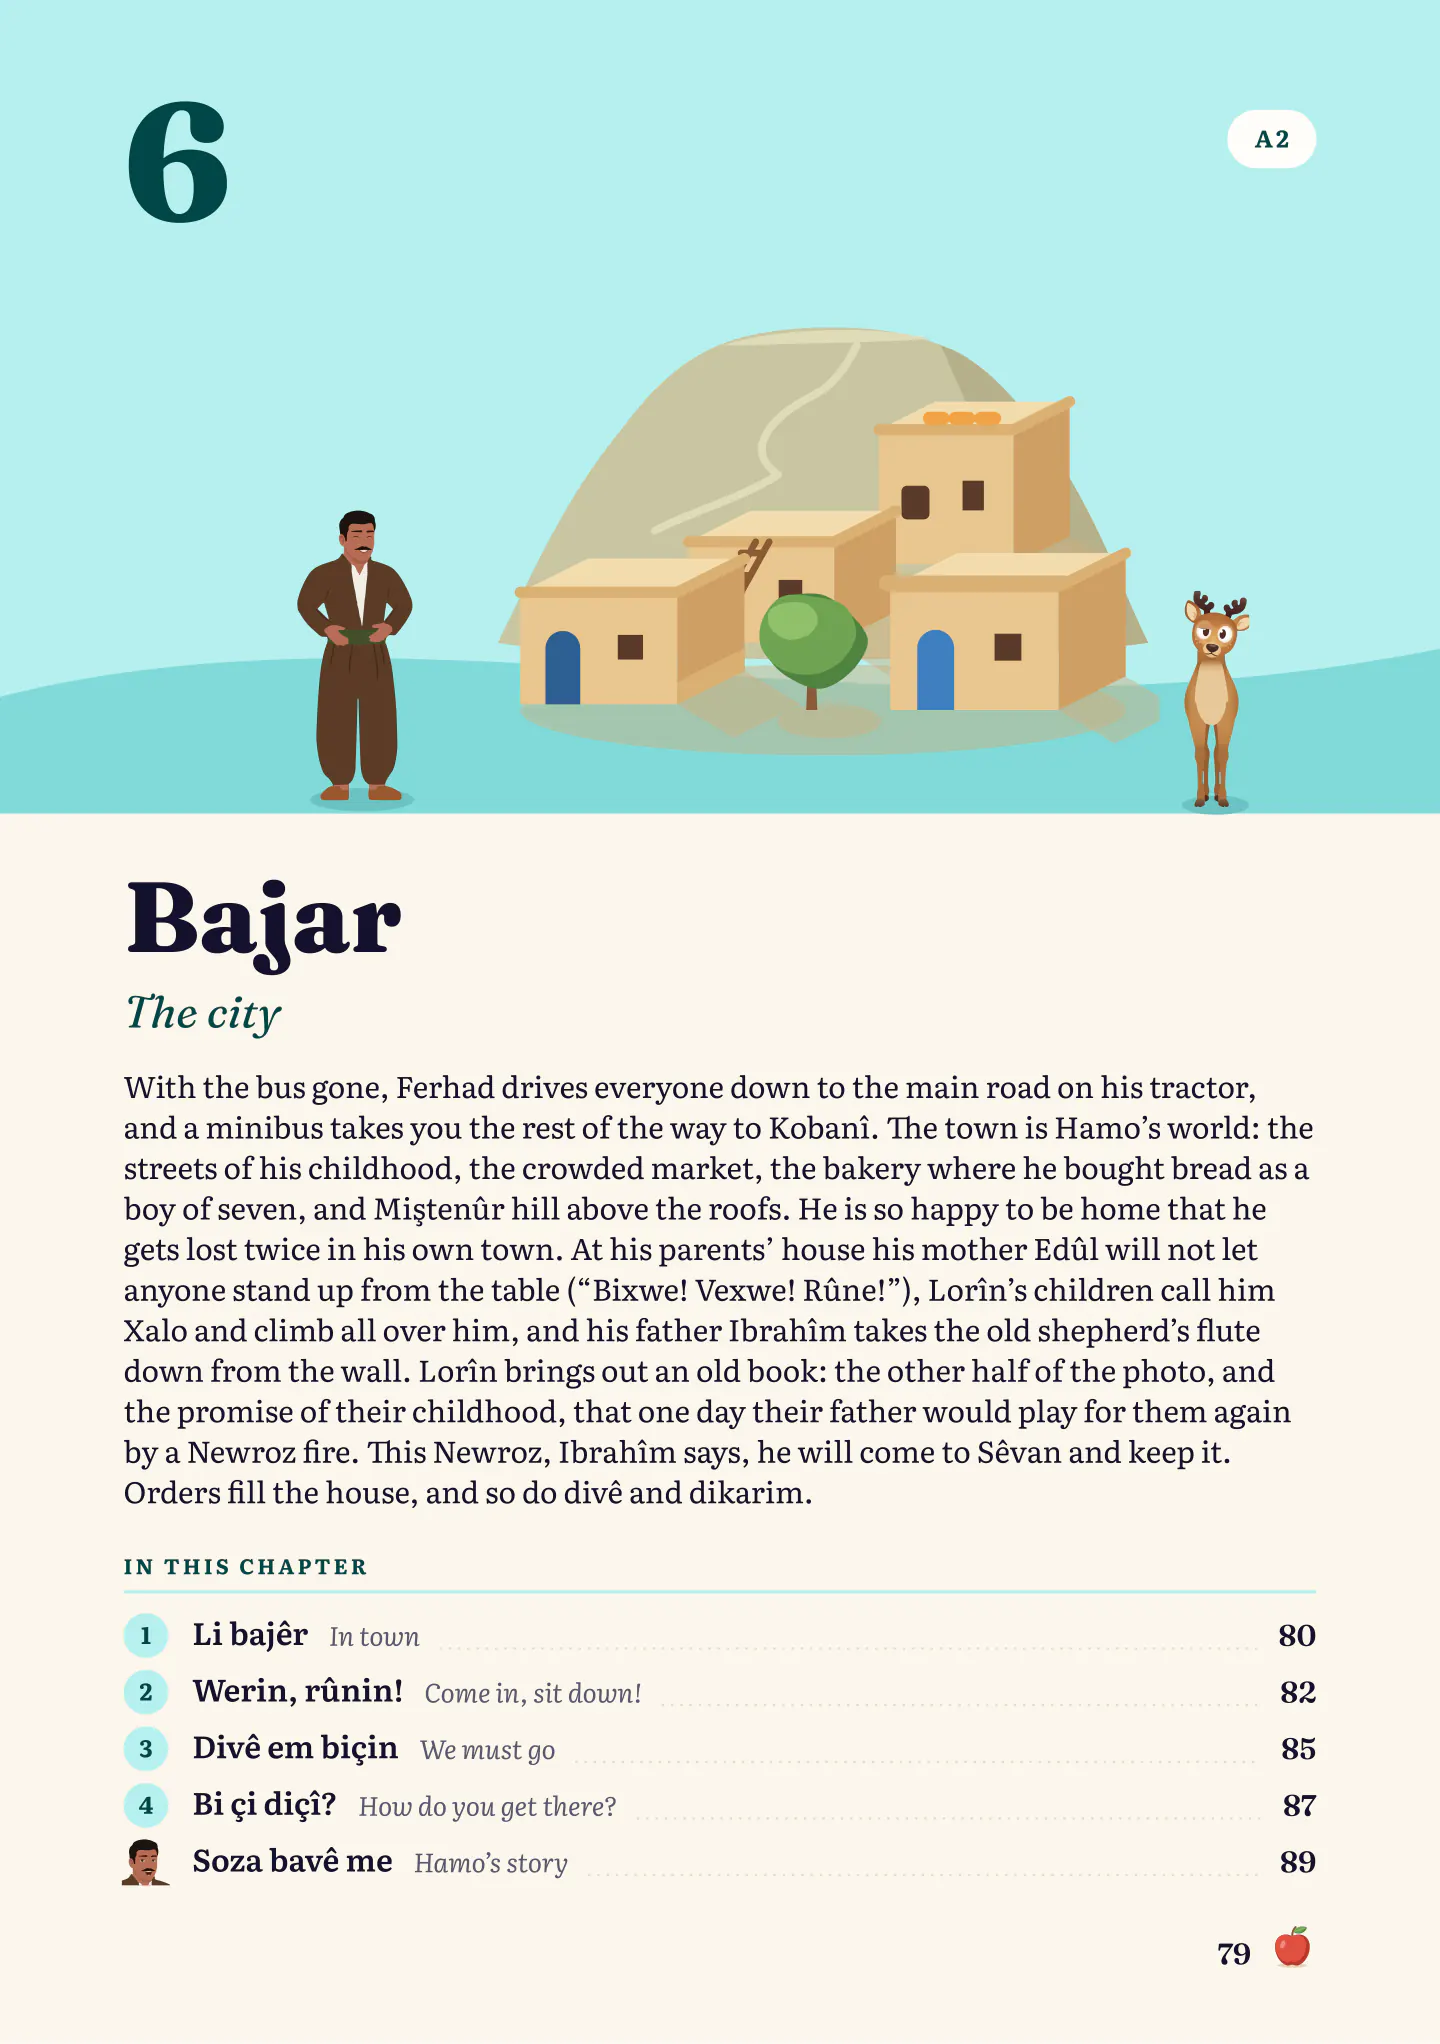 6
A2
Bajar
The city
With the bus gone, Ferhad drives everyone down to the main road on his tractor,
and a minibus takes you the rest of the way to Kobanî. The town is Hamo’s world: the
streets of his childhood, the crowded market, the bakery where he bought bread as a
boy of seven, and Miştenûr hill above the roofs. He is so happy to be home that he
gets lost twice in his own town. At his parents’ house his mother Edûl will not let
anyone stand up from the table (“Bixwe! Vexwe! Rûne!”), Lorîn’s children call him
Xalo and climb all over him, and his father Ibrahîm takes the old shepherd’s flute
down from the wall. Lorîn brings out an old book: the other half of the photo, and
the promise of their childhood, that one day their father would play for them again
by a Newroz fire. This Newroz, Ibrahîm says, he will come to Sêvan and keep it.
Orders fill the house, and so do divê and dikarim.
IN THIS CHAPTER
1 Li bajêr In town 80
2 Werin, rûnin! Come in, sit down! 82
3 Divê em biçin We must go 85
4 Bi çi diçî? How do you get there? 87
Soza bavê me Hamo’s story 89
79